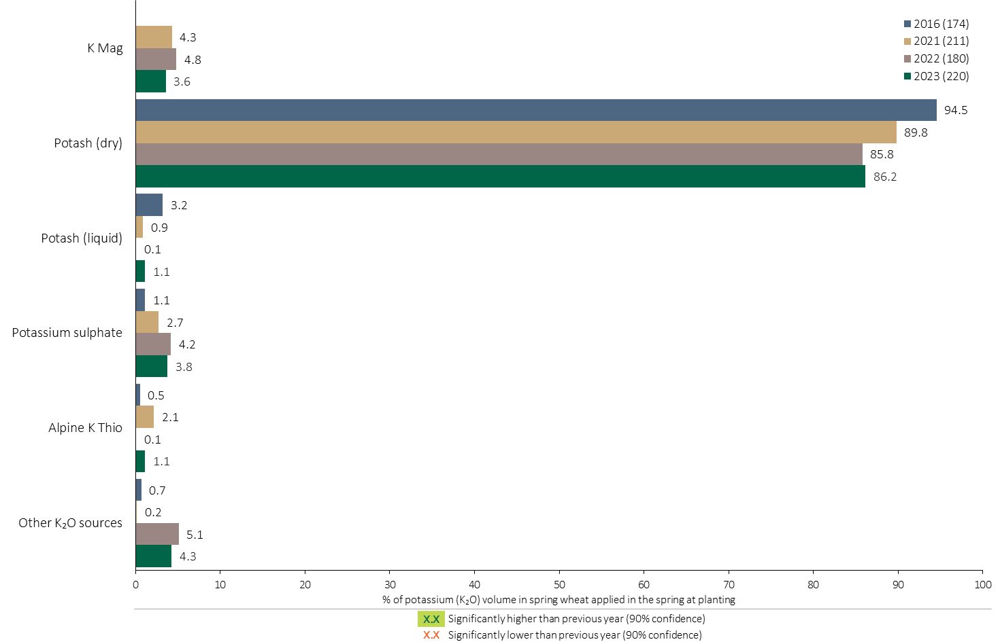 2016 (174)
2021 (211)
2022 (180)
2023 (220)
K Mag
4.3
4.8
3.6
Potash (dry)
94.5
89.8
85.8
86.2
Potash (liquid)
3.2
0.9
0.1
1.1
Potassium sulphate
1.1
2.7
4.2
3.8
Alpine K Thio
0.5
2.1
0.1
1.1
Other K₂O sources
0.7
0.2
5.1
4.3
0 10 20 30 40 50 60 70 80 90 100
% of potassium (K₂O) volume in spring wheat applied in the spring at planting
X.X Significantly higher than previous year (90% confidence)
X.X Significantly lower than previous year (90% confidence)